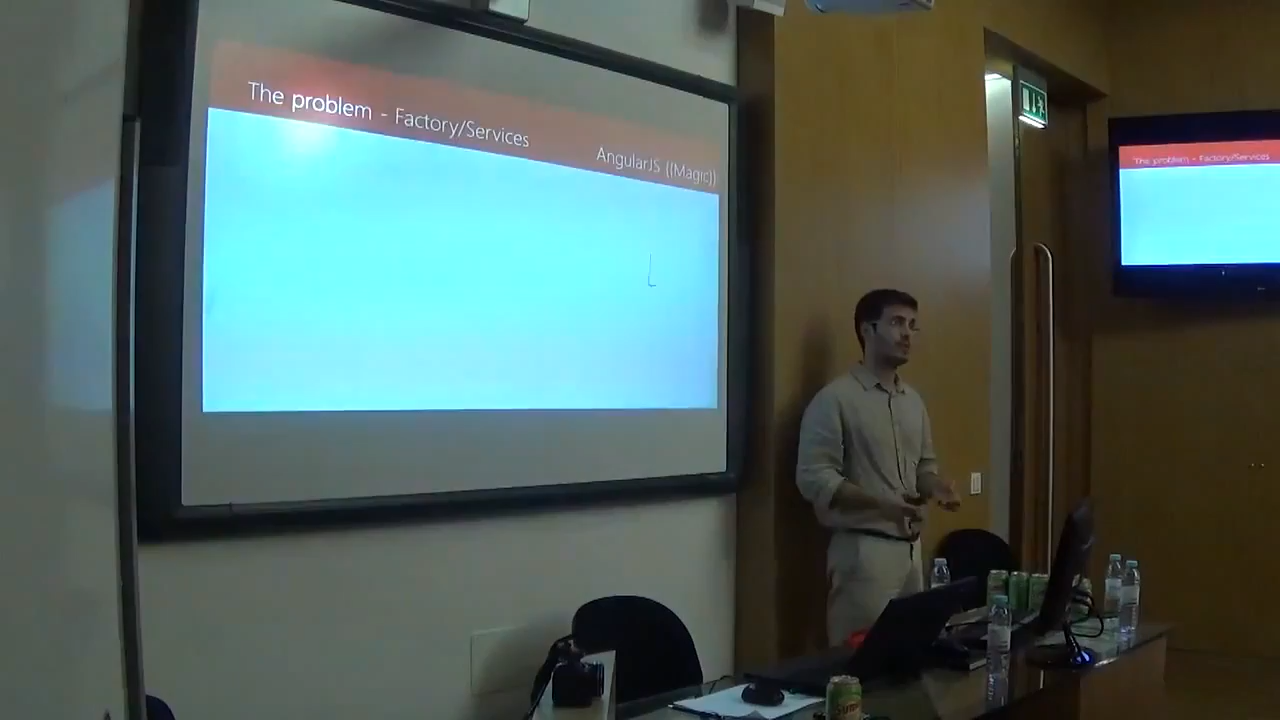 The problem - Factory/Services
AngularJS ((Magic))
The problem - Factory/Services